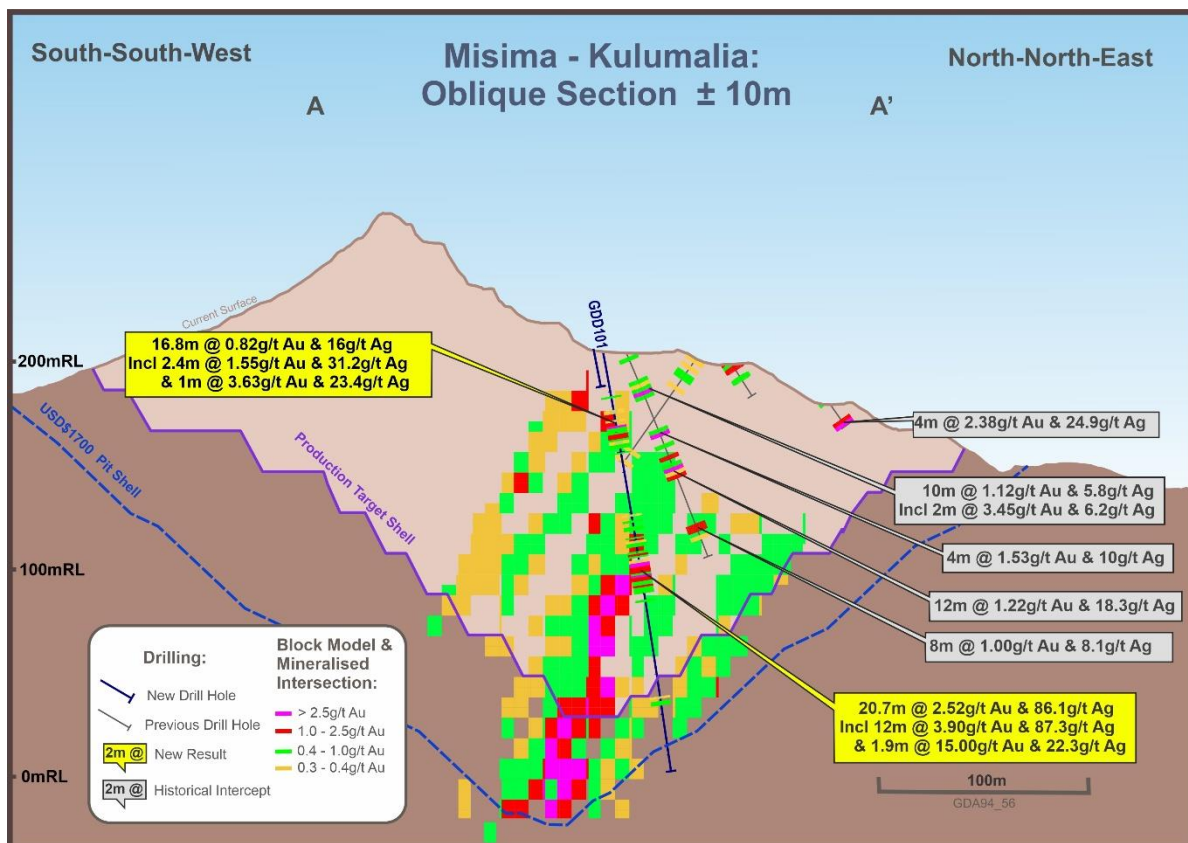 South-South-West
Misima - Kulumalia:
Oblique Section ± 10m
North-North-East
A
A'
Current Surface
GDD101
200mRL
100mRL
0mRL
16.8m @ 0.82g/t Au & 16g/t Ag
Incl 2.4m @ 1.55g/t Au & 31.2g/t Ag
& 1m @ 3.63g/t Au & 23.4g/t Ag
USD$1700 Pit Shell
Production Target Shell
4m @ 2.38g/t Au & 24.9g/t Ag
10m @ 1.12g/t Au & 5.8g/t Ag
Incl 2m @ 3.45g/t Au & 6.2g/t Ag
4m @ 1.53g/t Au & 10g/t Ag
12m @ 1.22g/t Au & 18.3g/t Ag
8m @ 1.00g/t Au & 8.1g/t Ag
20.7m @ 2.52g/t Au & 86.1g/t Ag
Incl 12m @ 3.90g/t Au & 87.3g/t Ag
& 1.9m @ 15.00g/t Au & 22.3g/t Ag
Drilling:
New Drill Hole
Previous Drill Hole
2m @ New Result
2m @ Historical Intercept
Block Model &
Mineralised
Intersection:
> 2.5g/t Au
1.0 - 2.5g/t Au
0.4 - 1.0g/t Au
0.3 - 0.4g/t Au
100m
GDA94_56